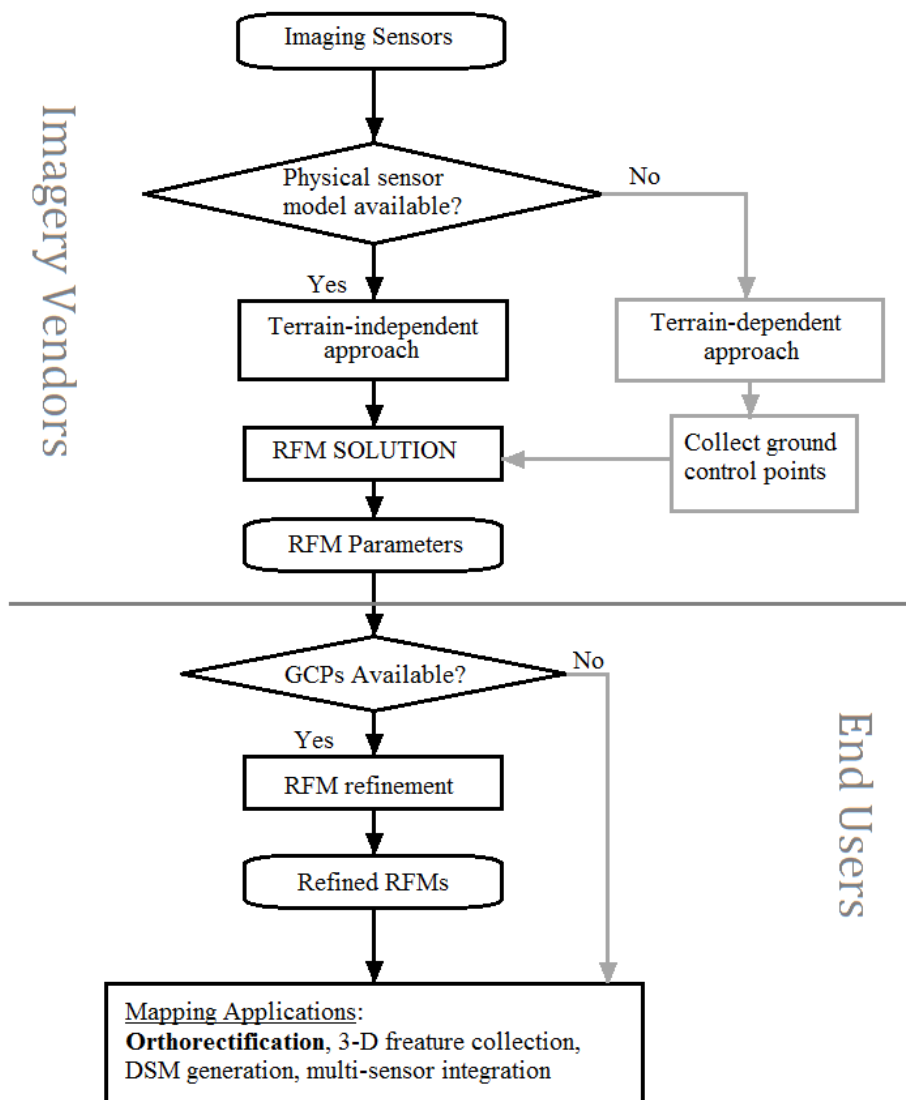 Imaging Sensors
Imagery Vendors
Physical sensor
model available?
No
Yes
Terrain-independent
approach
Terrain-dependent
approach
RFM SOLUTION
Collect ground
control points
RFM Parameters
GCPs Available?
No
Yes
RFM refinement
End Users
Refined RFMs
Mapping Applications:
Orthorectification, 3-D freature collection,
DSM generation, multi-sensor integration